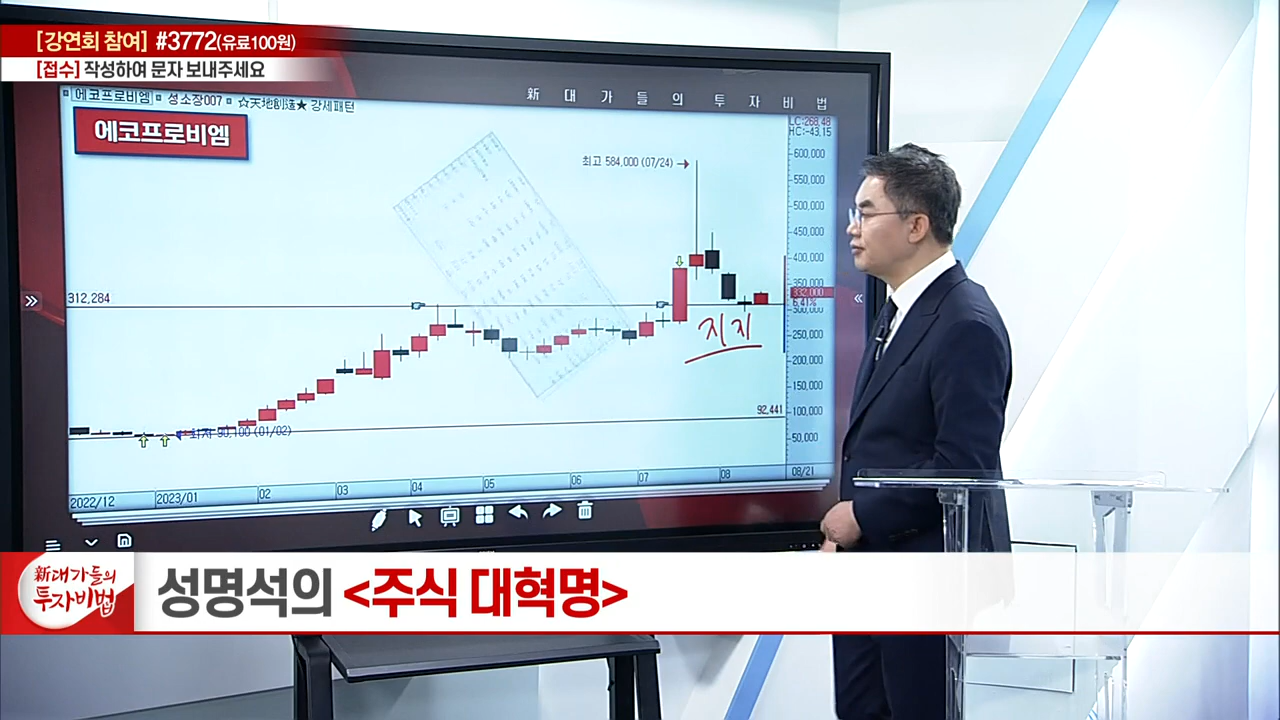 [강연회 참여] #3772(유료100원)
[접수] 작성하여 문자 보내주세요
에코프로비엠 성소장007 ☆天地創造★ 강세패턴
新 대 가 들 의 투 자 비 법
에코프로비엠
LC:268.48
HC:-43.15
최고 584,000 (07/24)→
600,000
550,000
500,000
450,000
400,000
350,000
332,000
6.41%
300,000
250,000
200,000
150,000
100,000
50,000
312,284
지지
92,441
최저 90,100 (01/02)
2022/12 2023/01 02 03 04 05 06 07 08 08/21
新대가들의
투자비법
성명석의 <주식 대혁명>